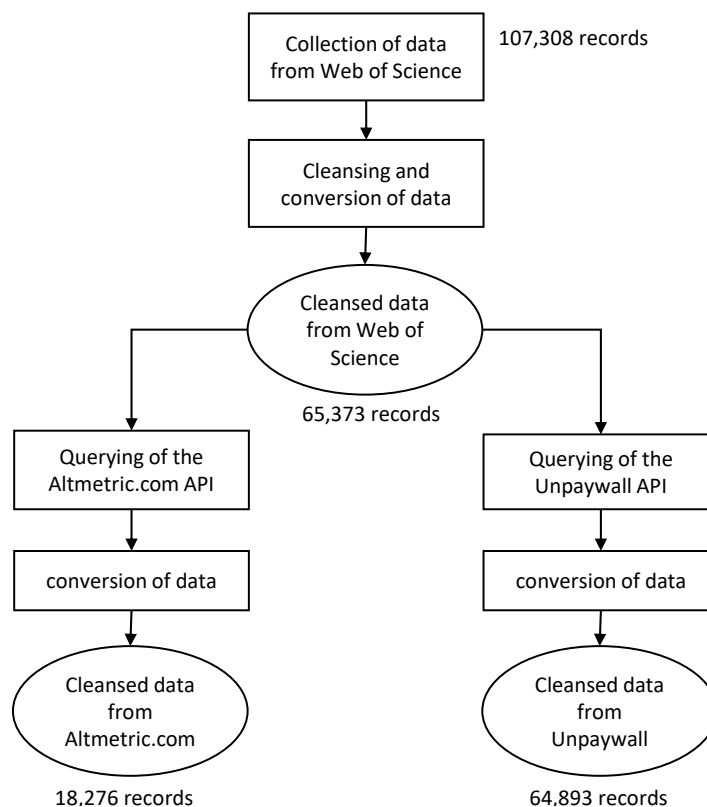 Collection of data
from Web of Science
107,308 records
Cleansing and
conversion of data
Cleansed data
from Web of
Science
65,373 records
Querying of the
Altmetric.com API
Querying of the
Unpaywall API
conversion of data
conversion of data
Cleansed data
from
Altmetric.com
Cleansed data
from
Unpaywall
18,276 records
64,893 records